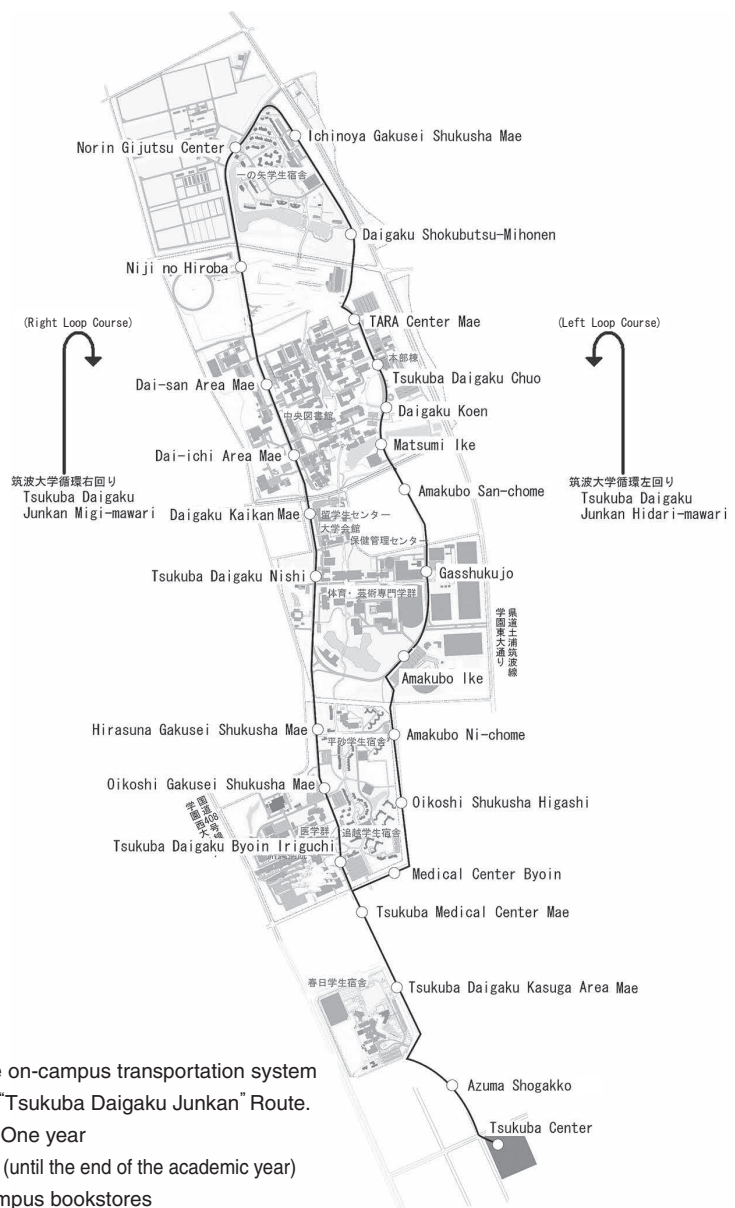 Ichinoya Gakusei Shukusha Mae
Norin Gijutsu Center
一の矢学生宿舎
Daigaku Shokubutsu-Mihonen
Niji no Hiroba
TARA Center Mae
(Right Loop Course)
(Left Loop Course)
本部棟
Tsukuba Daigaku Chuo
Dai-san Area Mae
中央図書館
Daigaku Koen
Matsumi Ike
Dai-ichi Area Mae
筑波大学循環右回り
Tsukuba Daigaku
Junkan Migi-mawari
筑波大学循環左回り
Tsukuba Daigaku
Junkan Hidari-mawari
Amakubo San-chome
Daigaku Kaikan Mae
留学生センター
大学会館
保健管理センター
Tsukuba Daigaku Nishi
Gasshukujo
体育・芸術専門学群
県道土浦筑波線
学園東大通り
Amakubo Ike
Hirasuna Gakusei Shukusha Mae
平砂学生宿舎
Amakubo Ni-chome
Oikoshi Gakusei Shukusha Mae
国道408号
学園西大
Oikoshi Shukusha Higashi
医学群
追越学生宿舎
Tsukuba Daigaku Byoin Iriguchi
Medical Center Byoin
Tsukuba Medical Center Mae
春日学生宿舎
Tsukuba Daigaku Kasuga Area Mae
on-campus transportation system
“Tsukuba Daigaku Junkan” Route.
Azuma Shogakko
One year
Tsukuba Center
(until the end of the academic year)
bookstores